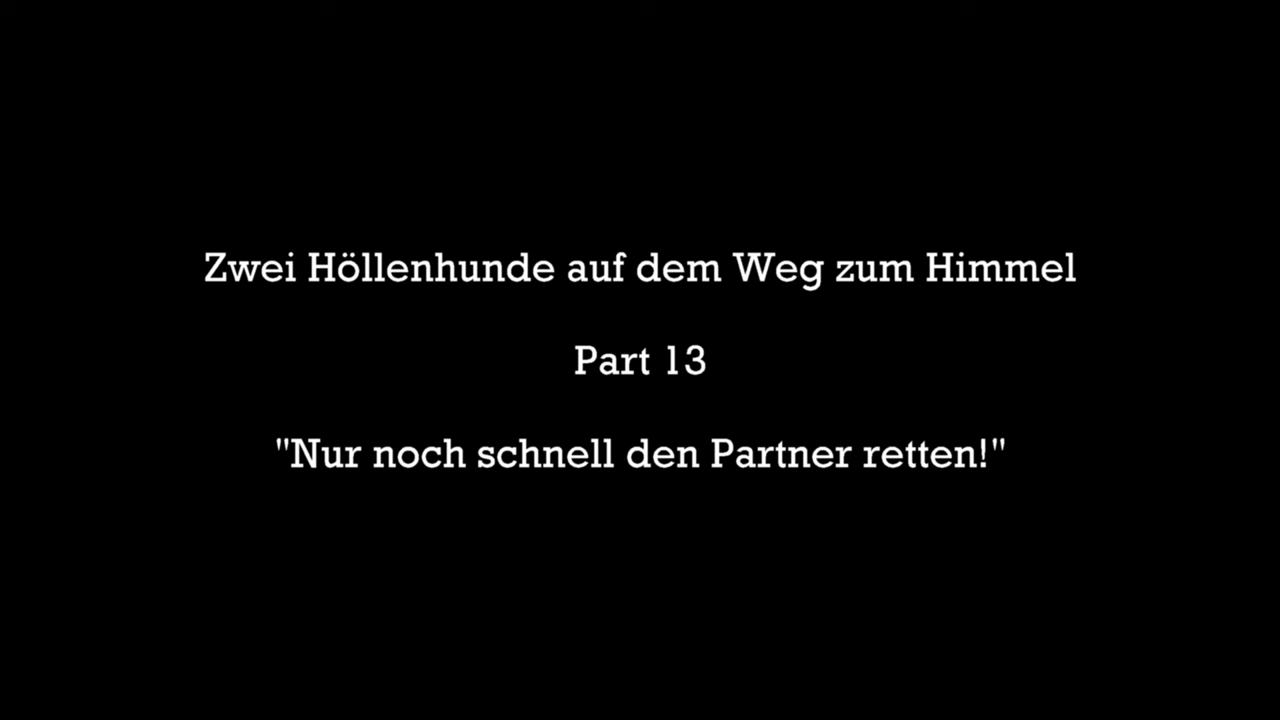 Zwei Höllenhunde auf dem Weg zum Himmel
Part 13
"Nur noch schnell den Partner retten!"